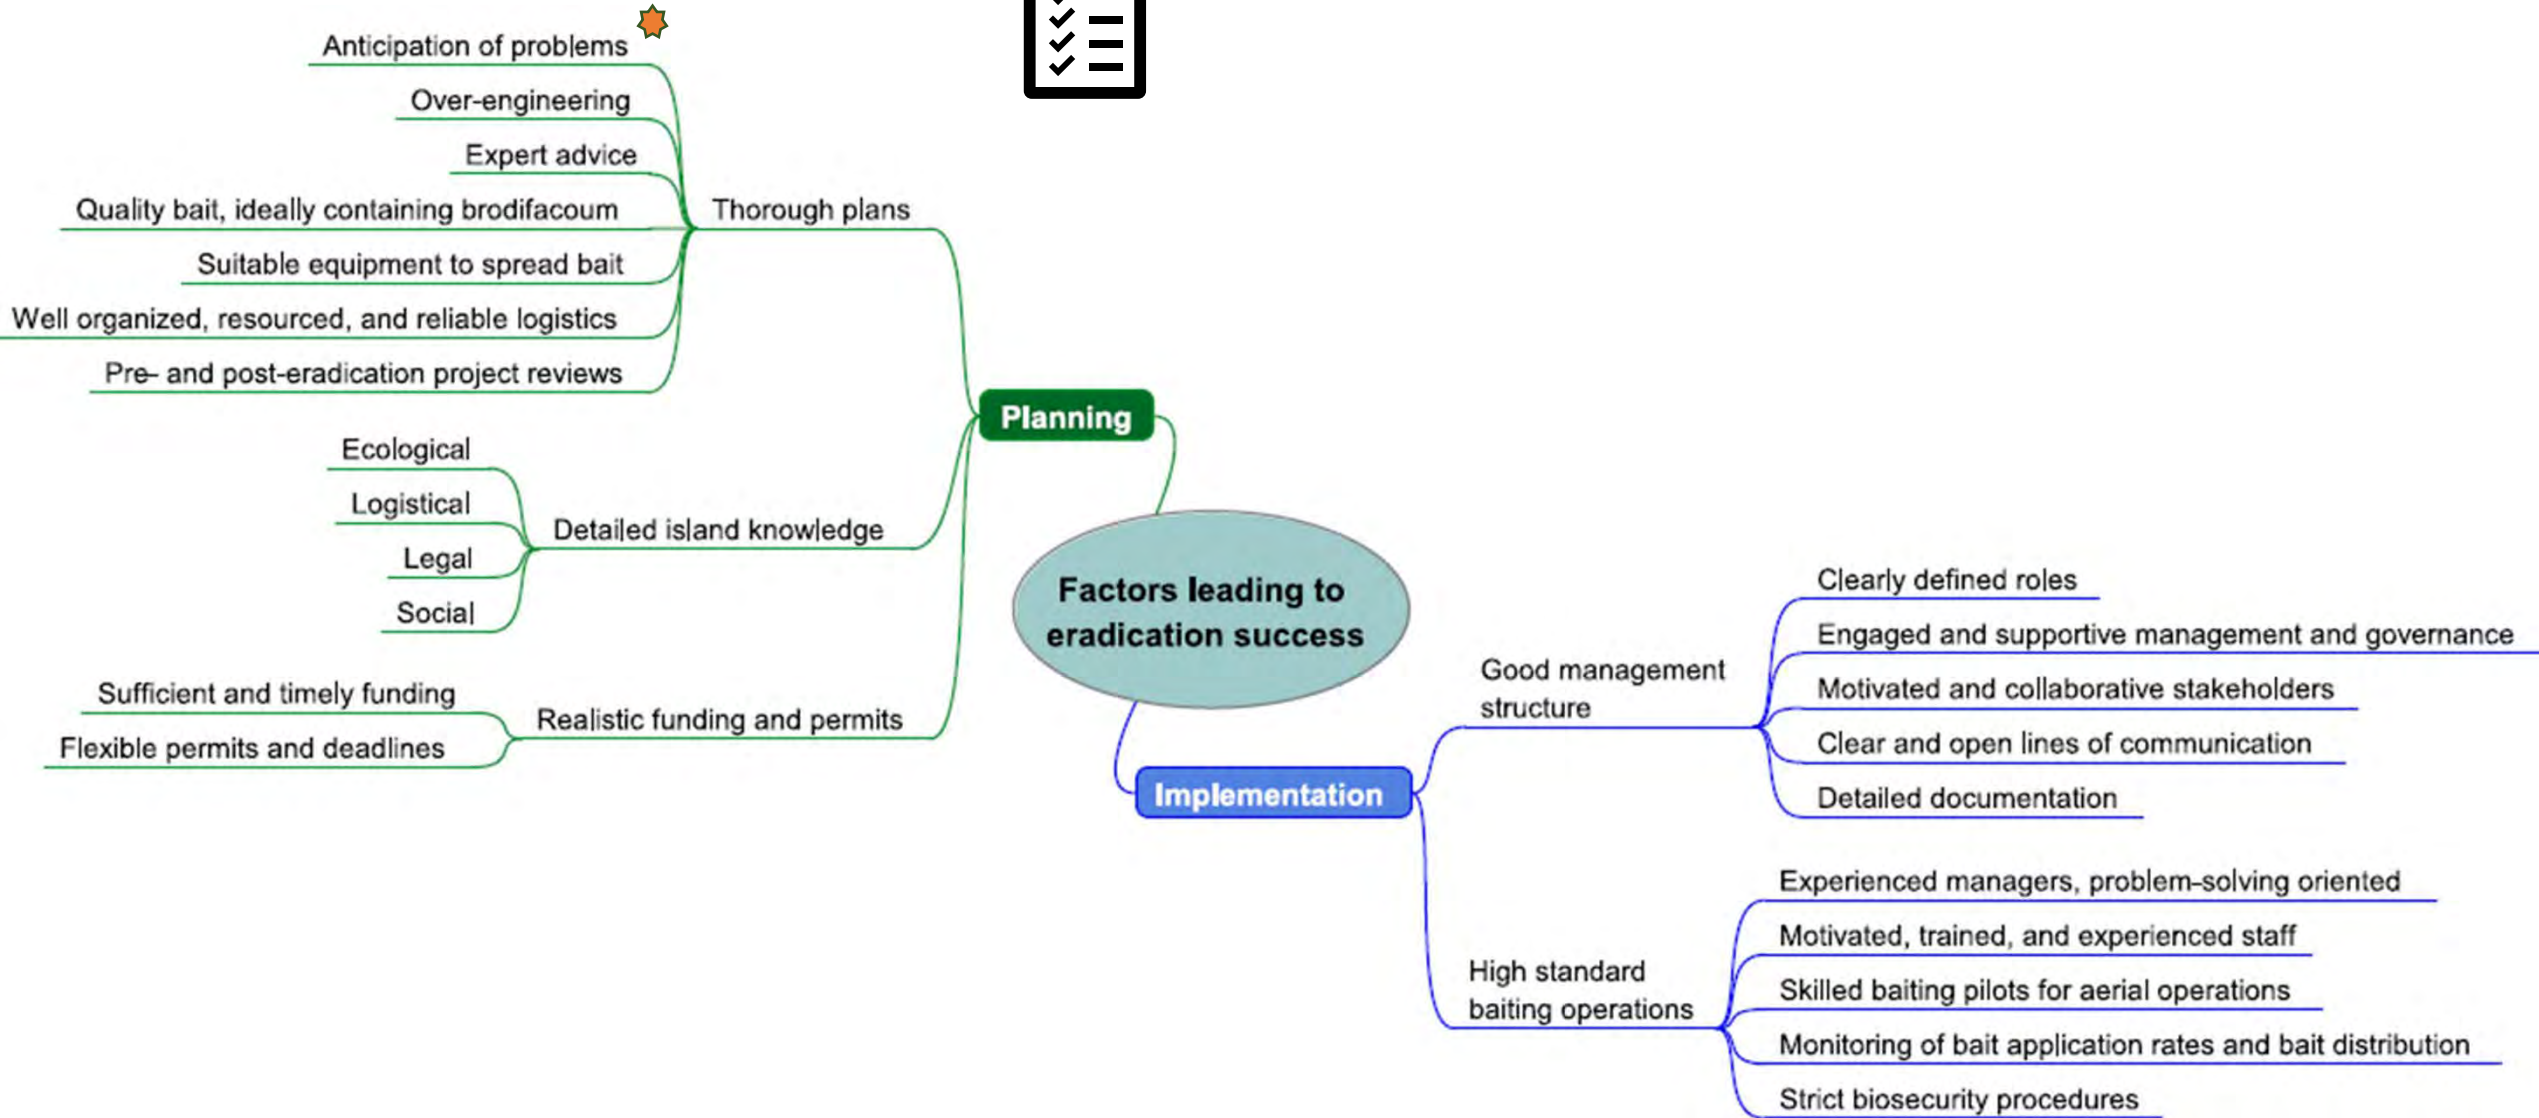 Anticipation of problems
Over-engineering
Expert advice
Quality bait, ideally containing brodifacoum
Suitable equipment to spread bait
Well organized, resourced, and reliable logistics
Pre- and post-eradication project reviews
Thorough plans
Ecological
Logistical
Legal
Social
Detailed island knowledge
Sufficient and timely funding
Flexible permits and deadlines
Realistic funding and permits
Planning
Factors leading to
eradication success
Implementation
Good management
structure
Clearly defined roles
Engaged and supportive management and governance
Motivated and collaborative stakeholders
Clear and open lines of communication
Detailed documentation
High standard
baiting operations
Experienced managers, problem-solving oriented
Motivated, trained, and experienced staff
Skilled baiting pilots for aerial operations
Monitoring of bait application rates and bait distribution
Strict biosecurity procedures